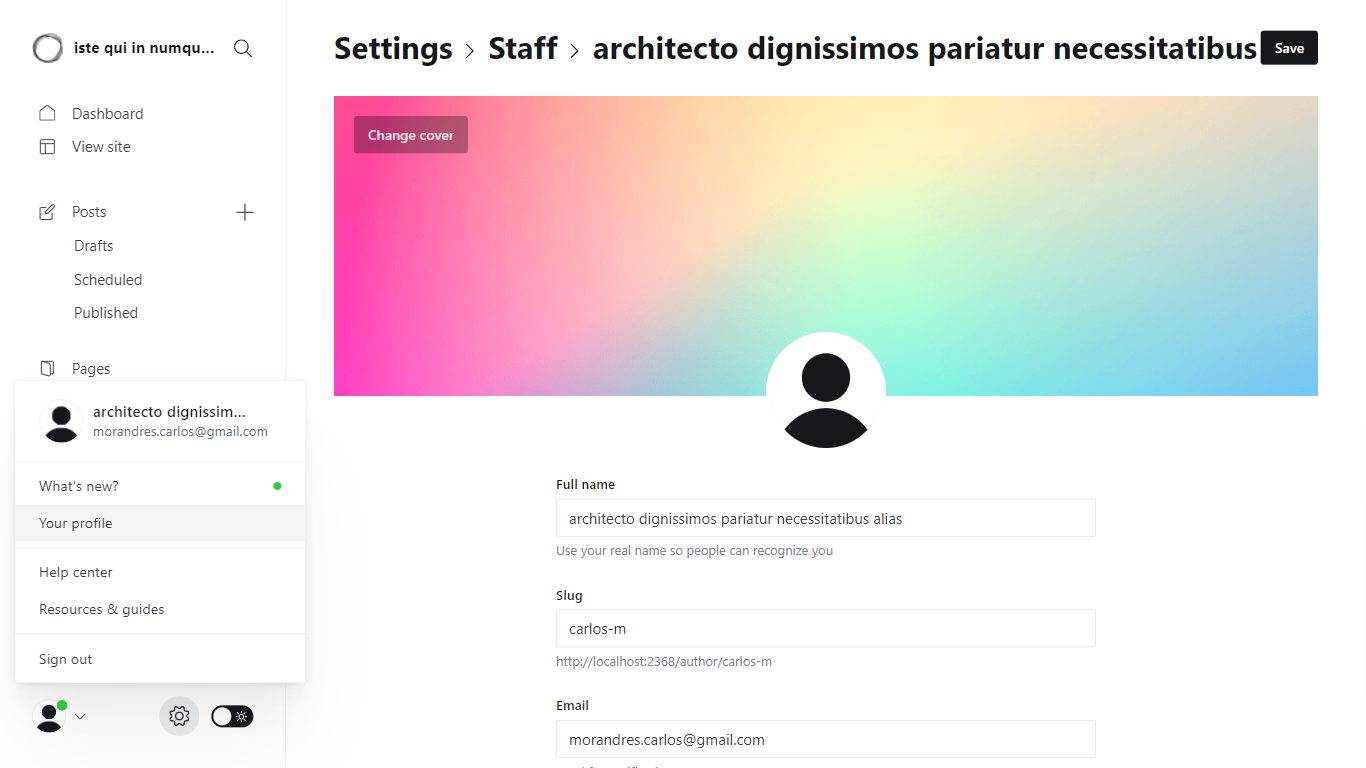 iste qui in numqu...
Dashboard
View site
Posts
Drafts
Scheduled
Published
Pages
architecto dignissim...
morandres.carlos@gmail.com
What's new?
Your profile
Help center
Resources & guides
Sign out
Settings > Staff > architecto dignissimos pariatur necessitatibus
Save
Change cover
Full name
architecto dignissimos pariatur necessitatibus alias
Use your real name so people can recognize you
Slug
carlos-m
http://localhost:2368/author/carlos-m
Email
morandres.carlos@gmail.com